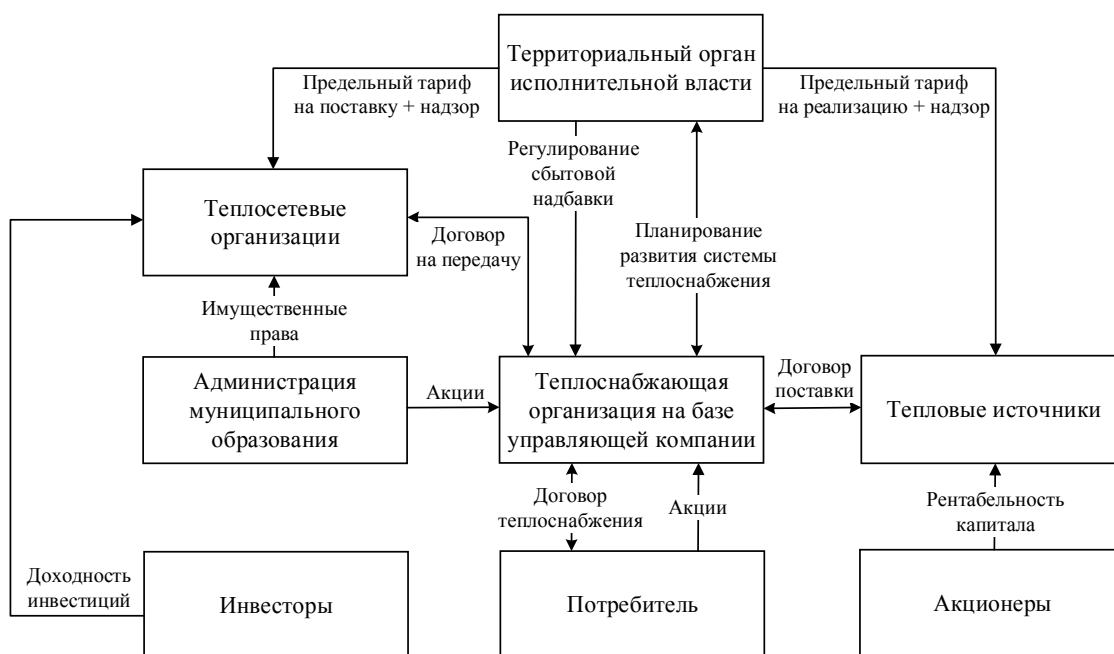 Территориальный орган
исполнительной власти
Предельный тариф
на поставку + надзор
Предельный тариф
на реализацию + надзор
Регулирование
сбытовой
надбавки
Теплосетевые
организации
Договор
на передачу
Планирование
развития системы
теплоснабжения
Имущественные
права
Администрация
муниципального
образования
Акции
Теплоснабжающая
организация на базе
управляющей компании
Договор
поставки
Тепловые источники
Договор
теплоснабжения
Акции
Рентабельность
капитала
Доходность
инвестиций
Инвесторы
Потребитель
Акционеры